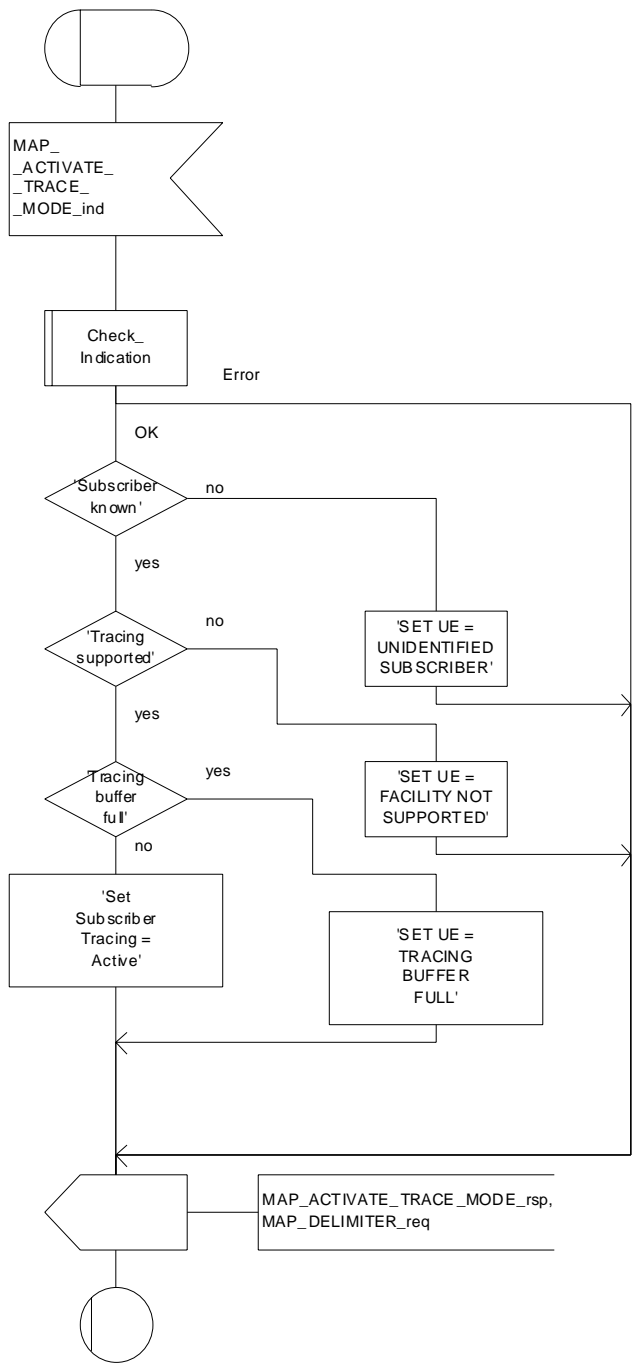 MAP_
_ACTIVATE_
_TRACE_
_MODE_ind
Check_
Indication
Error
OK
'Subscriber
known'
no
yes
'Tracing
supported'
no
'SET UE =
UNIDENTIFIED
SUBSCRIBER'
yes
'Tracing
buffer
full'
yes
'SET UE =
FACILITY NOT
SUPPORTED'
no
'Set
Subscriber
Tracing =
Active'
'SET UE =
TRACING
BUFFER
FULL'
MAP_ACTIVATE_TRACE_MODE_rsp,
MAP_DELIMITER_req